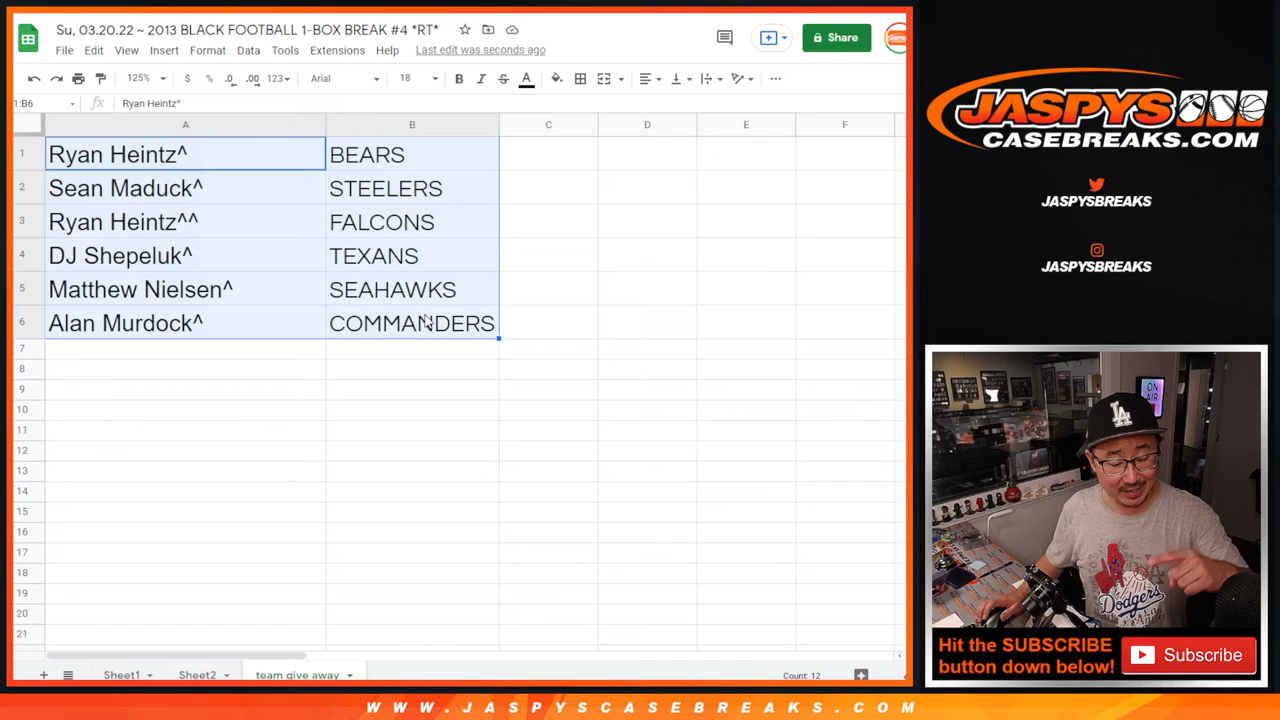 Su, 03.20.22 ~ 2013 BLACK FOOTBALL 1-BOX BREAK #4 *RT*
File Edit View Insert Format Data Tools Extensions Help Last edit was seconds ago
Share
125% $ % .0 .00 123 Arial 18 B I S A
1:B6 fx Ryan Heintz^
A B C D E F
1 Ryan Heintz^ BEARS
2 Sean Maduck^ STEELERS
3 Ryan Heintz^^ FALCONS
4 DJ Shepeluk^ TEXANS
5 Matthew Nielsen^ SEAHAWKS
6 Alan Murdock^ COMMANDERS
7
8
9
10
11
12
13
14
15
16
17
18
19
20
21
+ Sheet1 Sheet2 team give away Count: 12
JASPYS
CASEBREAKS.COM
JASPYSBREAKS
JASPYSBREAKS
ON
AIR
LA
Dodgers
Hit the SUBSCRIBE
button down below!
Subscribe
WWW.JASPYSCASEBREAKS.COM